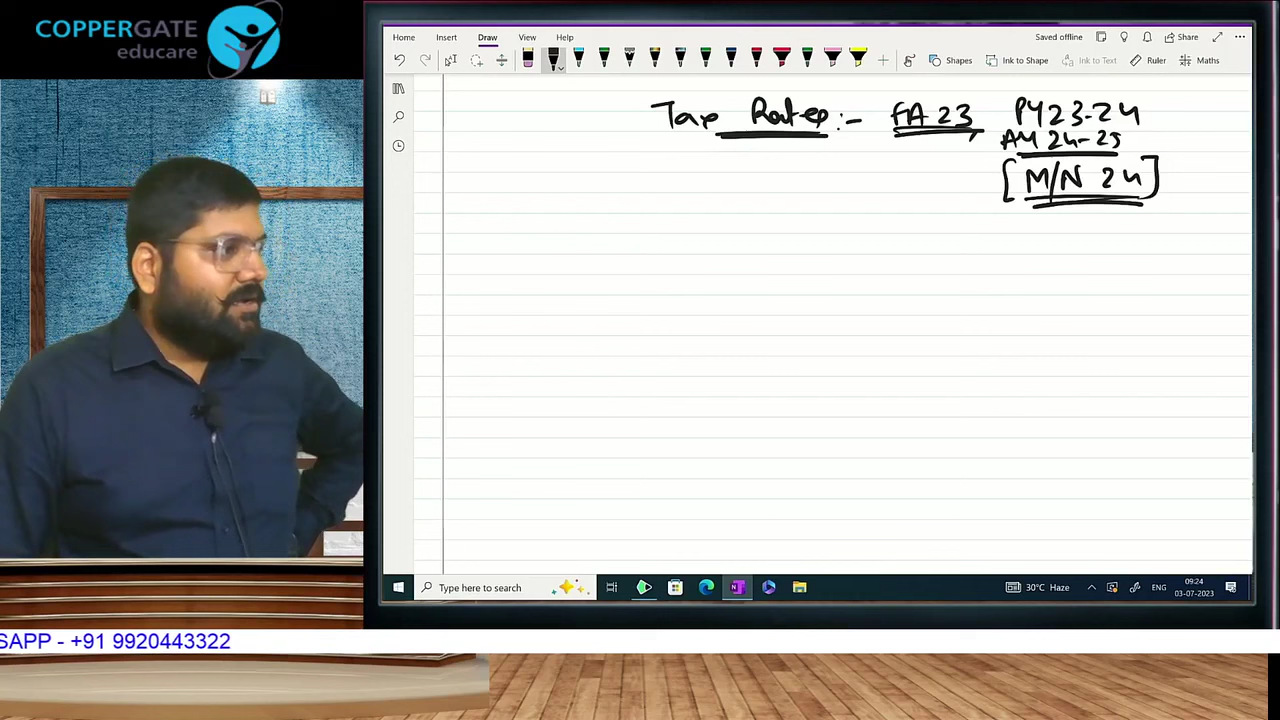 COPPERGATE
educare
Home Insert Draw View Help
Saved offline Share
Shapes Ink to Shape Ink to Text Ruler Maths
Tax Rates :- FA 23 PY 23-24
AY 24-25
[M/N 24]
Type here to search
30°C Haze ENG 09:24
03-07-2023
SAPP - +91 9920443322